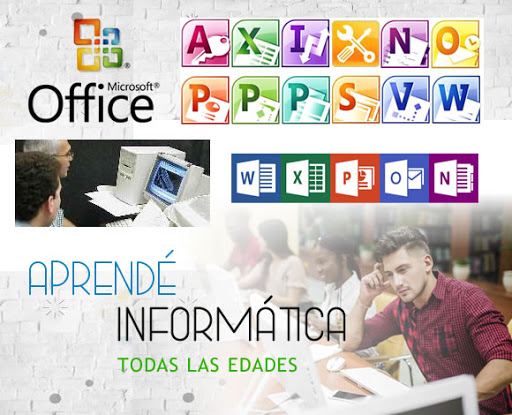 Microsoft®
Office
A X I N O
P P P S V W
W X P O N
APRENDÉ
INFORMÁTICA
TODAS LAS EDADES